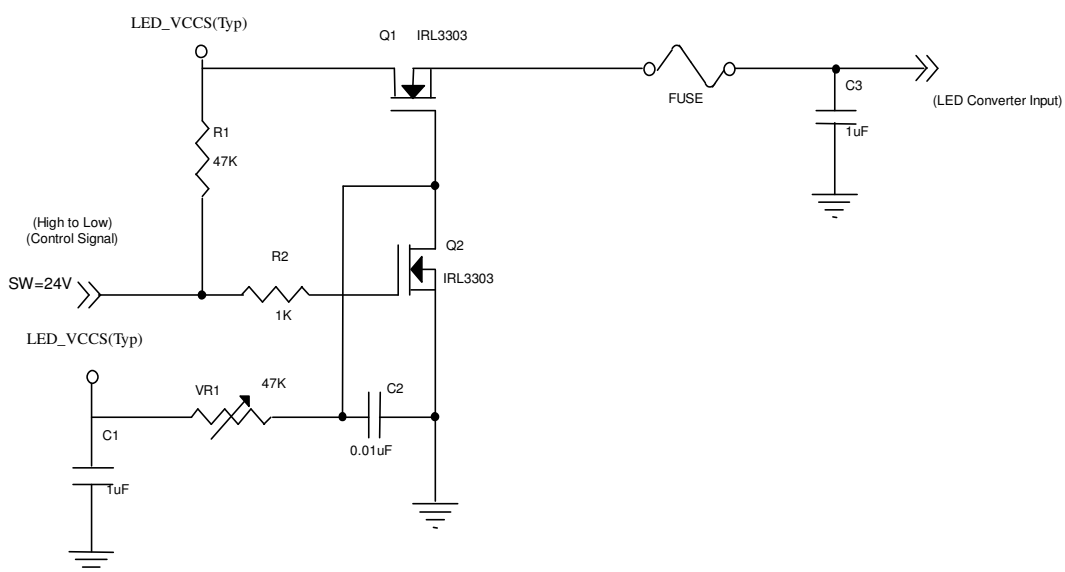 LED_VCCS(Typ)
Q1 IRL3303
FUSE
C3
(LED Converter Input)
1uF
R1
47K
(High to Low)
(Control Signal)
Q2
R2
IRL3303
SW=24V
1K
LED_VCCS(Typ)
VR1 47K
C2
C1
0.01uF
1uF